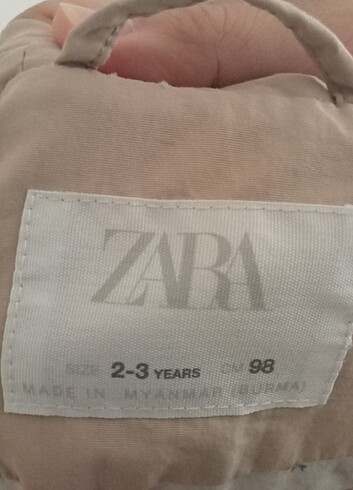 ZARA
SIZE 2-3 YEARS CM 98
MADE IN MYANMAR (BURMA)